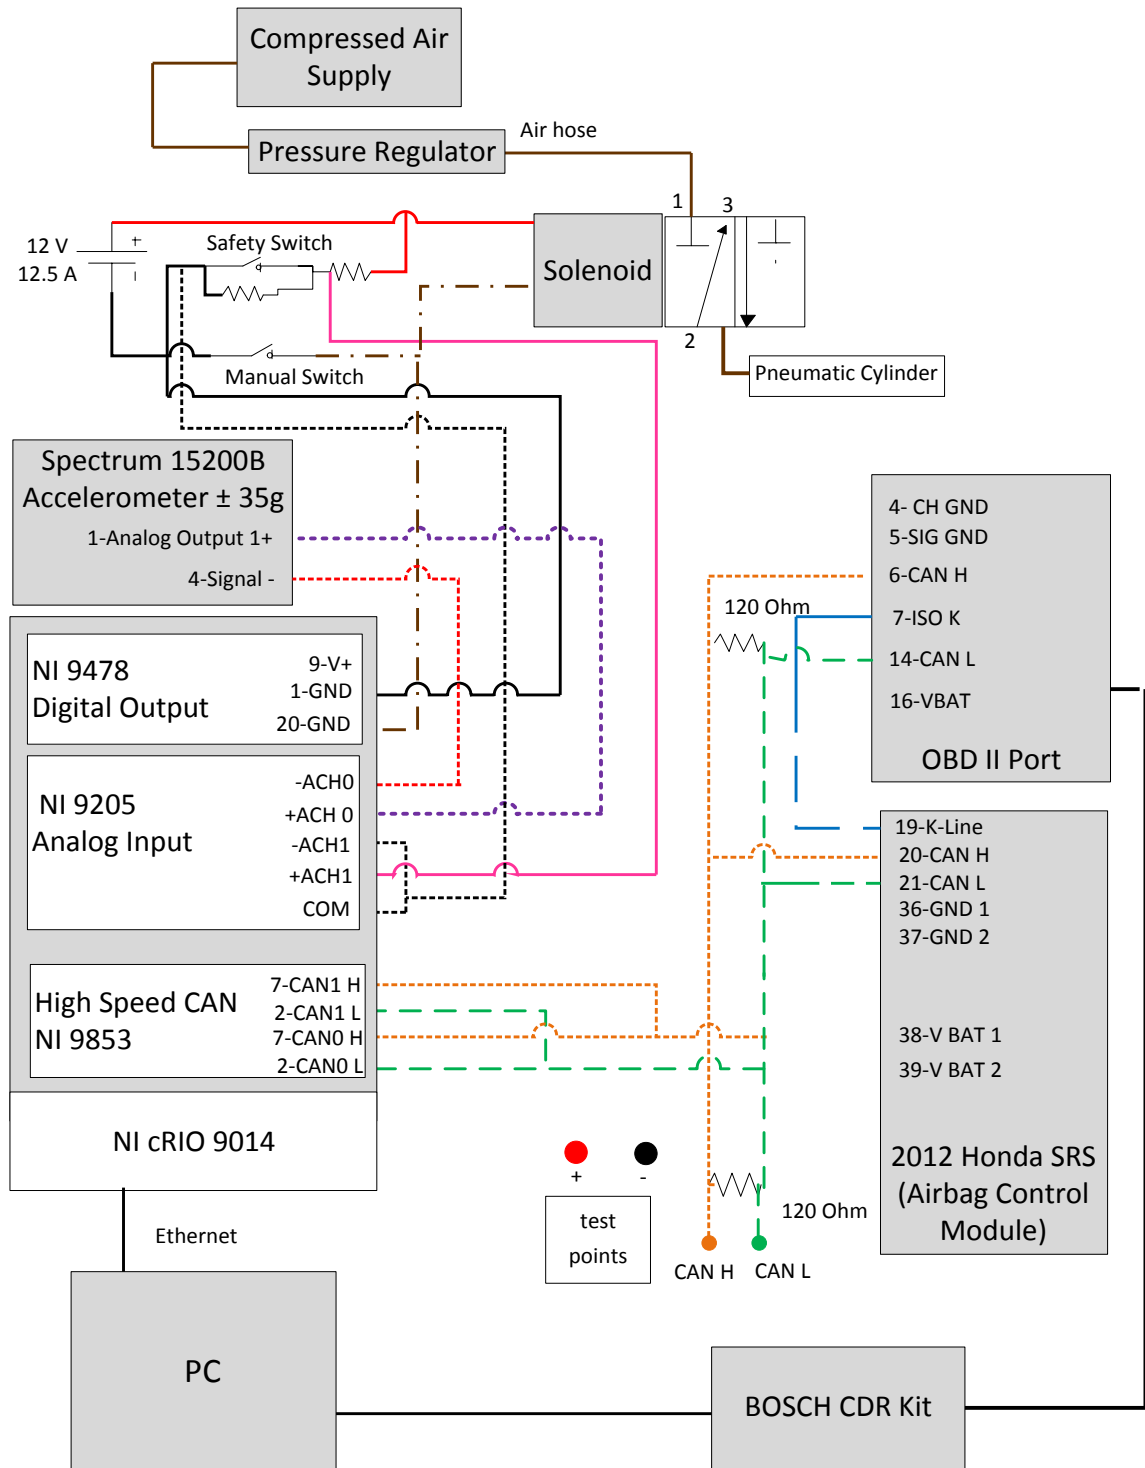 Compressed Air
Supply
Pressure Regulator
Air hose
1
3
2
12 V
12.5 A
+
-
Safety Switch
Manual Switch
Solenoid
Pneumatic Cylinder
Spectrum 15200B
Accelerometer ± 35g
1-Analog Output 1+
4-Signal -
NI 9478
Digital Output
9-V+
1-GND
20-GND
NI 9205
Analog Input
-ACH0
+ACH 0
-ACH1
+ACH1
COM
High Speed CAN
NI 9853
7-CAN1 H
2-CAN1 L
7-CAN0 H
2-CAN0 L
NI cRIO 9014
Ethernet
PC
4- CH GND
5-SIG GND
6-CAN H
7-ISO K
14-CAN L
16-VBAT
OBD II Port
120 Ohm
19-K-Line
20-CAN H
21-CAN L
36-GND 1
37-GND 2
38-V BAT 1
39-V BAT 2
2012 Honda SRS
(Airbag Control
Module)
+
-
test
points
120 Ohm
CAN H
CAN L
BOSCH CDR Kit